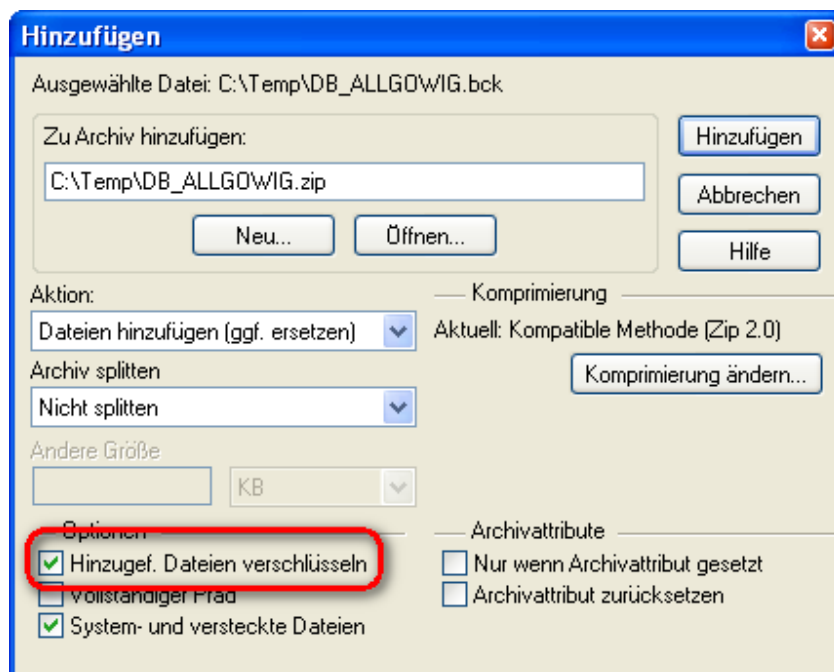 Hinzufügen
Ausgewählte Datei: C:\Temp\DB_ALLGOWIG.bck
Zu Archiv hinzufügen:
C:\Temp\DB_ALLGOWIG.zip
Neu...
Öffnen...
Hinzufügen
Abbrechen
Hilfe
Aktion:
Dateien hinzufügen (ggf. ersetzen)
Archiv splitten
Nicht splitten
Andere Größe
KB
Komprimierung
Aktuell: Kompatible Methode (Zip 2.0)
Komprimierung ändern...
Optionen
Hinzugef. Dateien verschlüsseln
Vollständiger Pfad
System- und versteckte Dateien
Archivattribute
Nur wenn Archivattribut gesetzt
Archivattribut zurücksetzen